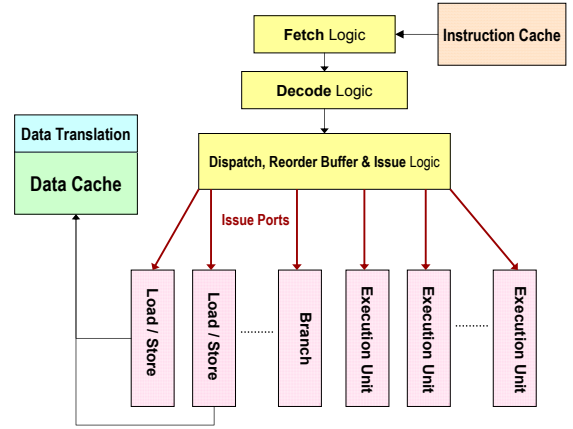 Fetch Logic
Instruction Cache
Decode Logic
Data Translation
Data Cache
Dispatch, Reorder Buffer & Issue Logic
Issue Ports
Load / Store
Load / Store
Branch
Execution Unit
Execution Unit
Execution Unit